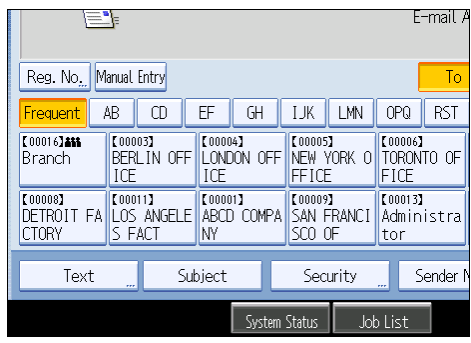 E-mail A
Reg. No... Manual Entry To
Frequent AB CD EF GH IJK LMN OPQ RST
[00016] [00003] [00004] [00005] [00006]
Branch BERLIN OFF LONDON OFF NEW YORK O TORONTO OF
ICE ICE FFICE FICE
[00008] [00011] [00001] [00009] [00013]
DETROIT FA LOS ANGELE ABCD COMPA SAN FRANCI Administra
CTORY S FACT NY SCO OF tor
Text ... Subject Security ... Sender N
System Status Job List